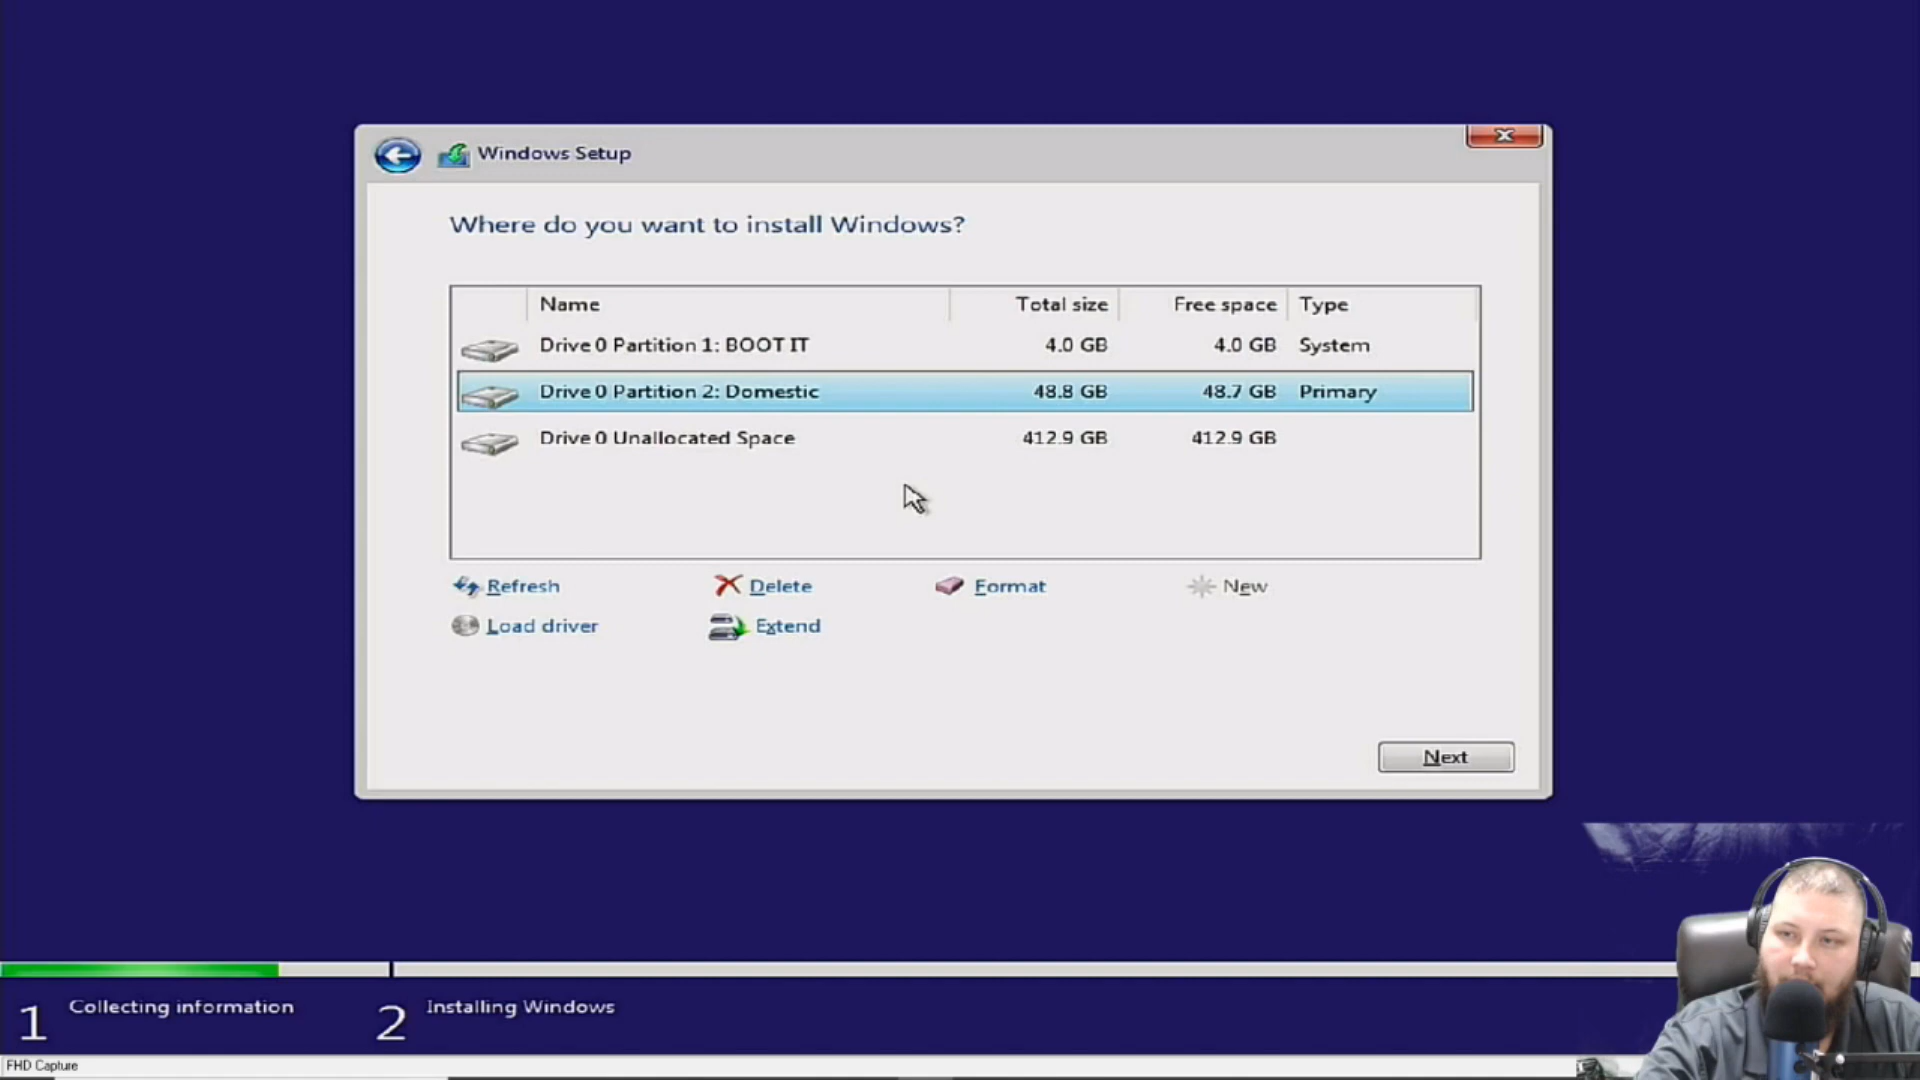 Windows Setup
Where do you want to install Windows?
Name Total size Free space Type
Drive 0 Partition 1: BOOT IT 4.0 GB 4.0 GB System
Drive 0 Partition 2: Domestic 48.8 GB 48.7 GB Primary
Drive 0 Unallocated Space 412.9 GB 412.9 GB
Refresh Delete Format New
Load driver Extend
Next
1 Collecting information 2 Installing Windows
FHD Capture